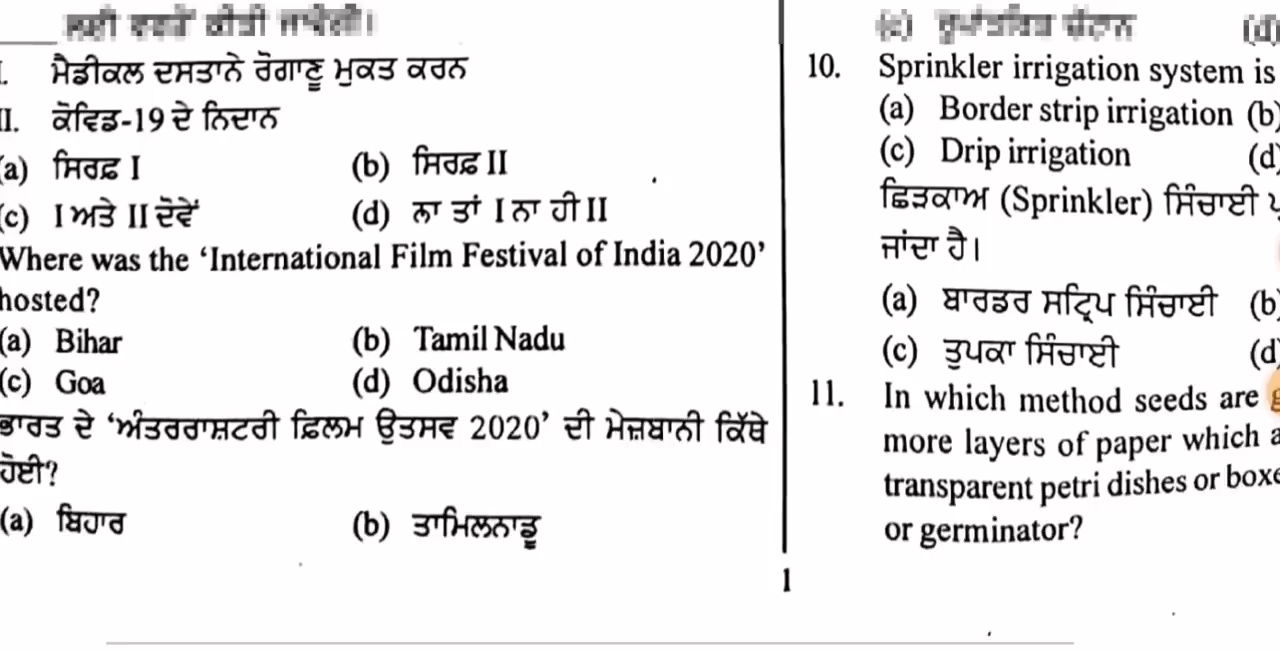 I. ਮੈਡੀਕਲ ਦਸਤਾਨੇ ਰੋਗਾਣੂ ਮੁਕਤ ਕਰਨ
II. ਕੋਵਿਡ-19 ਦੇ ਨਿਦਾਨ
(a) ਸਿਰਫ਼ I (b) ਸਿਰਫ਼ II
(c) I ਅਤੇ II ਦੋਵੇਂ (d) ਨਾ ਤਾਂ I ਨਾ ਹੀ II
Where was the ‘International Film Festival of India 2020’
hosted?
(a) Bihar (b) Tamil Nadu
(c) Goa (d) Odisha
ਭਾਰਤ ਦੇ ‘ਅੰਤਰਰਾਸ਼ਟਰੀ ਫ਼ਿਲਮ ਉਤਸਵ 2020’ ਦੀ ਮੇਜ਼ਬਾਨੀ ਕਿੱਥੇ
ਹੋਈ?
(a) ਬਿਹਾਰ (b) ਤਾਮਿਲਨਾਡੂ
(d)
10. Sprinkler irrigation system is
(a) Border strip irrigation (b)
(c) Drip irrigation (d)
ਛਿੜਕਾਅ (Sprinkler) ਸਿੰਚਾਈ
ਜਾਂਦਾ ਹੈ।
(a) ਬਾਰਡਰ ਸਟ੍ਰਿਪ ਸਿੰਚਾਈ (b)
(c) ਤੁਪਕਾ ਸਿੰਚਾਈ (d)
11. In which method seeds are
more layers of paper which
transparent petri dishes or
or germinator?
1